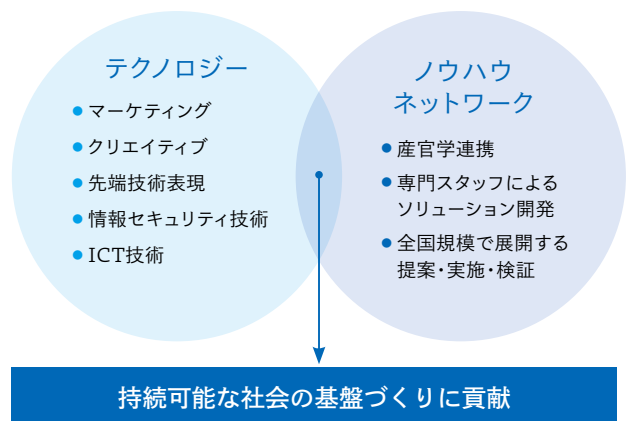 テクノロジー
● マーケティング
● クリエイティブ
● 先端技術表現
● 情報セキュリティ技術
● ICT技術
ノウハウ
ネットワーク
● 産官学連携
● 専門スタッフによる
ソリューション開発
● 全国規模で展開する
提案・実施・検証
持続可能な社会の基盤づくりに貢献